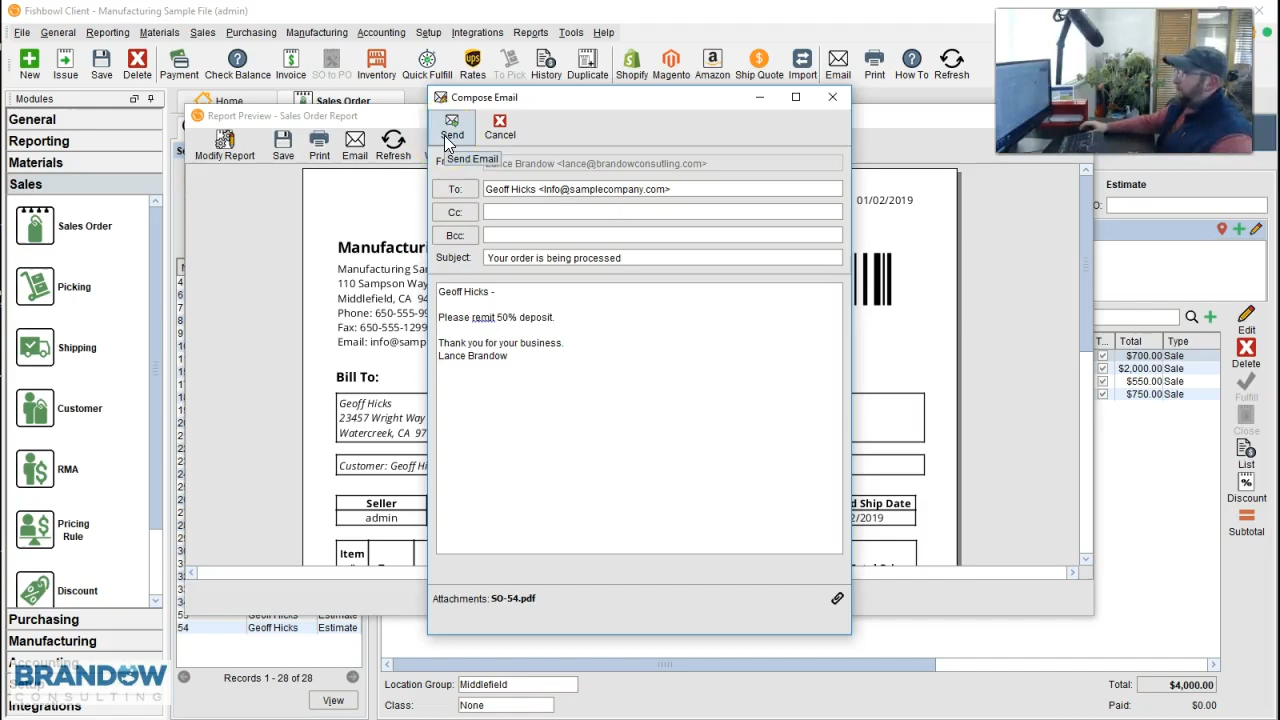 Fishbowl Client - Manufacturing Sample File (admin)
File General Reporting Materials Sales Purchasing Manufacturing Accounting Setup Integrations Reports Tools Help
New Issue Save Delete Payment Check Balance Invoice SO to PO Inventory Quick Fulfill Rates To Pick History Duplicate Shopify Magento Amazon Ship Quote Import Email Print How To Refresh
Modules
General
Reporting
Materials
Sales
Sales Order
Picking
Shipping
Customer
RMA
Pricing
Rule
Discount
Purchasing
Manufacturing
Integrations
BRANDOW
CONSULTING
Home
Sales Order
Report Preview - Sales Order Report
Modify Report Save Print Email Refresh
01/02/2019
Manufacturi
Manufacturing Sa
110 Sampson Way
Middlefield, CA 94
Phone: 650-555-99
Fax: 650-555-1299
Email: info@samp
Bill To:
Geoff Hicks
23457 Wright Way
Watercreek, CA 97
Customer: Geoff Hi
Seller
admin
d Ship Date
2/2019
Item
Compose Email
Send Cancel
Send Email
Lance Brandow <lance@brandowconsutling.com>
To: Geoff Hicks <Info@samplecompany.com>
Cc:
Bcc:
Subject: Your order is being processed
Geoff Hicks -
Please remit 50% deposit.
Thank you for your business.
Lance Brandow
Attachments: SO-54.pdf
Geoff Hicks Estimate
54 Geoff Hicks Estimate
Records 1 - 28 of 28
View
Estimate
O:
T... Total Type
$700.00 Sale
$2,000.00 Sale
$550.00 Sale
$750.00 Sale
Edit
Delete
Fulfill
Close
List
Discount
Subtotal
Location Group: Middlefield
Class: None
Total: $4,000.00
Paid: $0.00